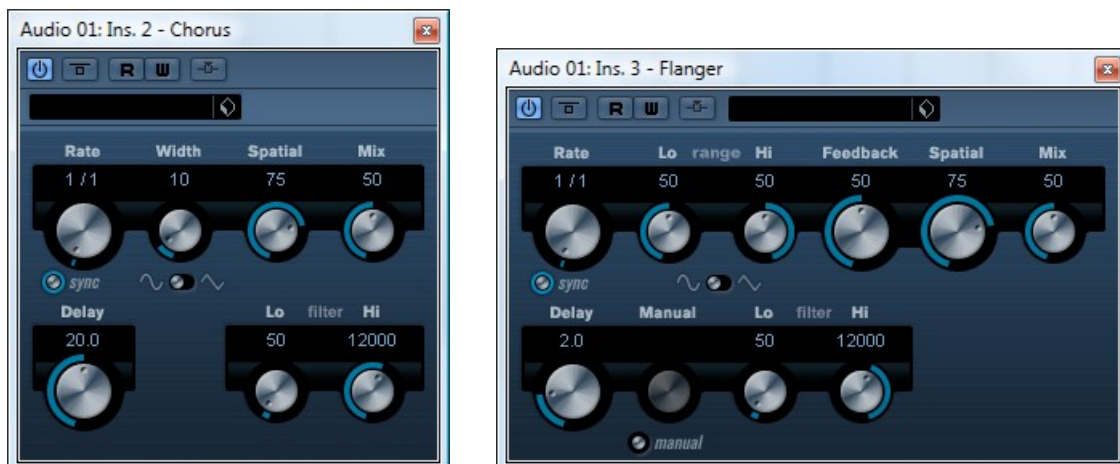 Audio 01: Ins. 2 - Chorus
R W
Rate Width Spatial Mix
1 / 1 10 75 50
sync
Delay Lo filter Hi
20.0 50 12000
Audio 01: Ins. 3 - Flanger
R W
Rate Lo range Hi Feedback Spatial Mix
1 / 1 50 50 50 75 50
sync
Delay Manual Lo filter Hi
2.0 50 12000
manual